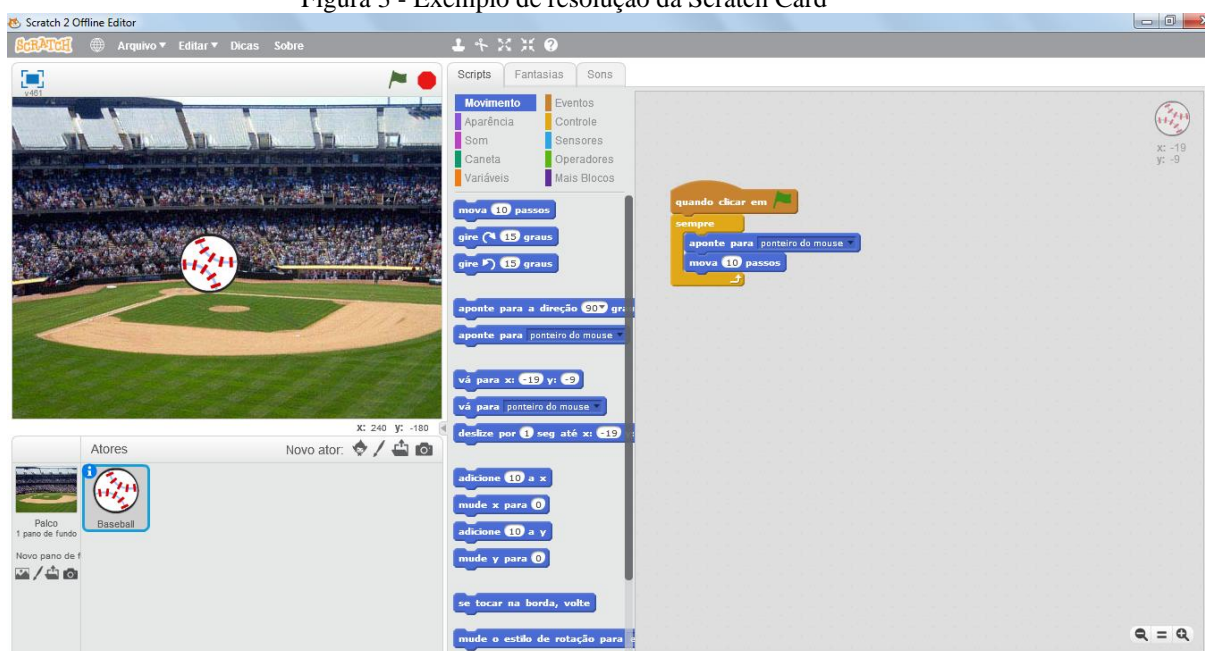 Figura 3 - Exemplo de resolução da Scratch Card
Scratch 2 Offline Editor
SCRATCH Arquivo Editar Dicas Sobre
v461
Scripts Fantasias Sons
Movimento Eventos
Aparência Controle
Som Sensores
Caneta Operadores
Variáveis Mais Blocos
mova 10 passos
gire 15 graus
gire 15 graus
aponte para a direção 90 gra
aponte para ponteiro do mouse
vá para x: -19 y: -9
vá para ponteiro do mouse
deslize por 1 seg até x: -19
adicione 10 a x
mude x para 0
adicione 10 a y
mude y para 0
se tocar na borda, volte
mude o estilo de rotação para
quando clicar em
sempre
aponte para ponteiro do mouse
mova 10 passos
x: -19
y: -9
X: 240 y: -180
Atores Novo ator:
Palco
1 pano de fundo
Novo pano de f
Baseball